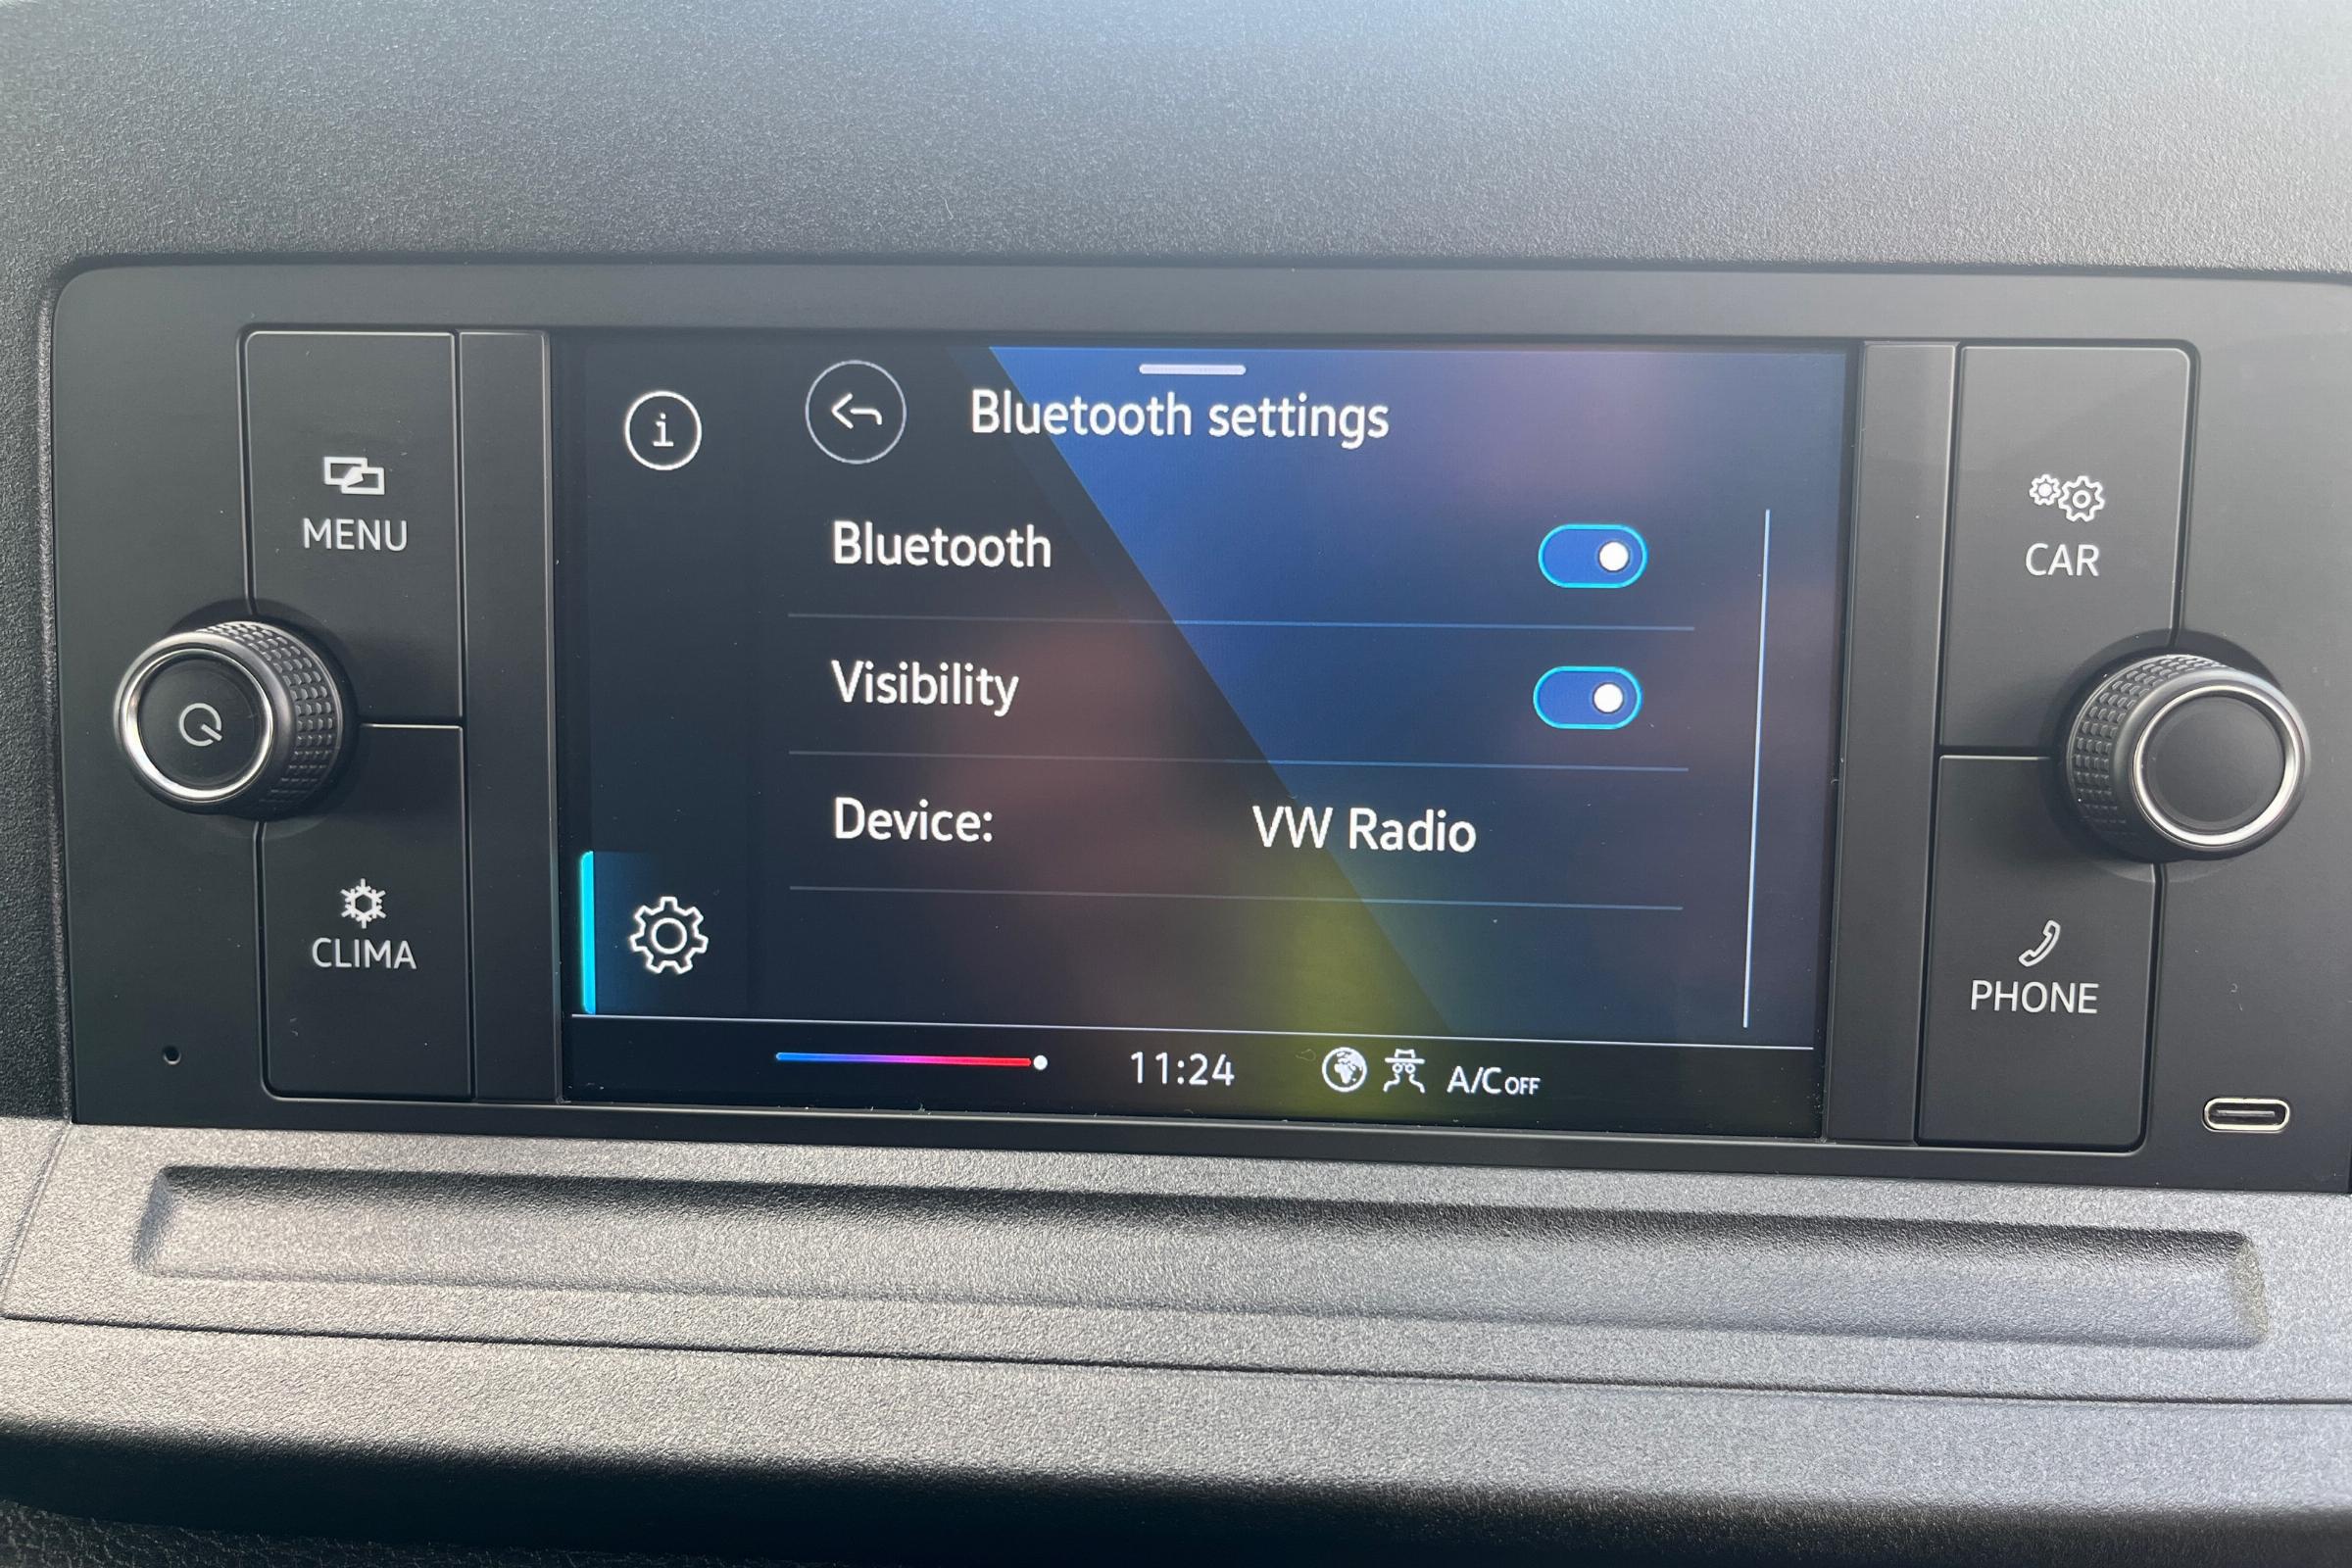 Bluetooth settings
MENU
Bluetooth
CAR
Visibility
Device: VW Radio
CLIMA
PHONE
11:24 A/C OFF